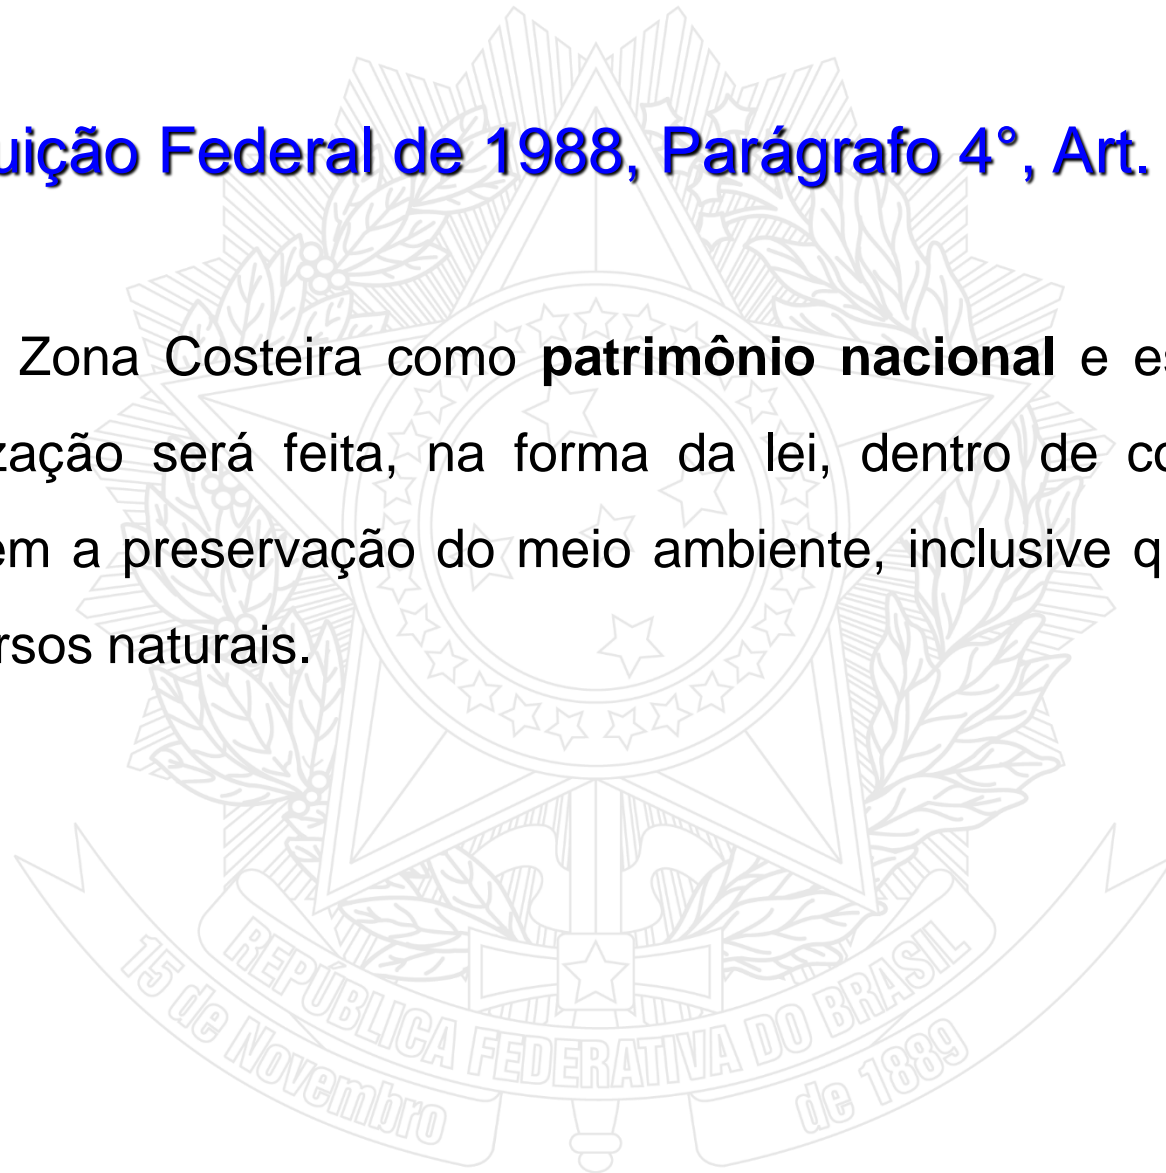 uição Federal de 1988, Parágrafo 4°, Art.
Zona Costeira como patrimônio nacional e es
zação será feita, na forma da lei, dentro de co
em a preservação do meio ambiente, inclusive q
rsos naturais.
REPÚBLICA FEDERATIVA DO BRASIL
15 de Novembro de 1889